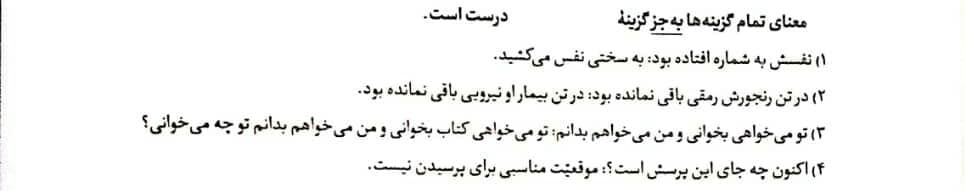 معنای تمام گزینه‌ها به‌جز گزینهٔ درست است.
۱) نفسش به شماره افتاده بود: به سختی نفس می‌کشید.
۲) در تن رنجورش رمقی باقی نمانده بود: در تن بیمار او نیرویی باقی نمانده بود.
۳) تو می‌خواهی بخوانی و من می‌خواهم بدانم: تو می‌خواهی کتاب بخوانی و من می‌خواهم بدانم تو چه می‌خوانی؟
۴) اکنون چه جای این پرسش است؟: موقعیّت مناسبی برای پرسیدن نیست.